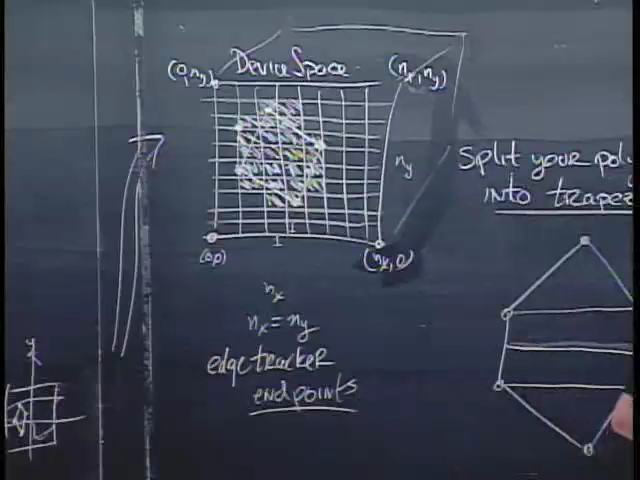 Device Space
(0, ny)
(nx, ny)
ny
(0,0)
1
1
(nx, 0)
nx
nx = ny
edge tracker
endpoints
Split your poly
into trapez
y